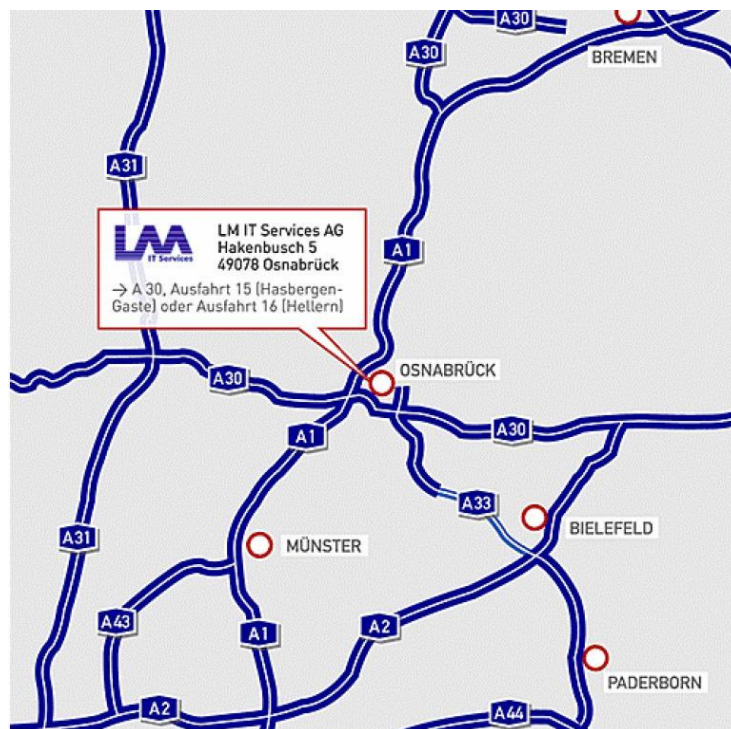 A30
BREMEN
A30
A31
A1
LM IT Services
LM IT Services AG
Hakenbusch 5
49078 Osnabrück
→ A 30, Ausfahrt 15 (Hasbergen-
Gaste) oder Ausfahrt 16 (Hellern)
OSNABRÜCK
A30
A30
A1
A33
BIELEFELD
A31
MÜNSTER
A43
A1
A2
PADERBORN
A2
A44